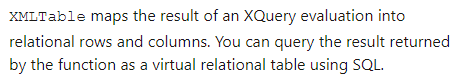 XMLTable maps the result of an XQuery evaluation into
relational rows and columns. You can query the result returned
by the function as a virtual relational table using SQL.